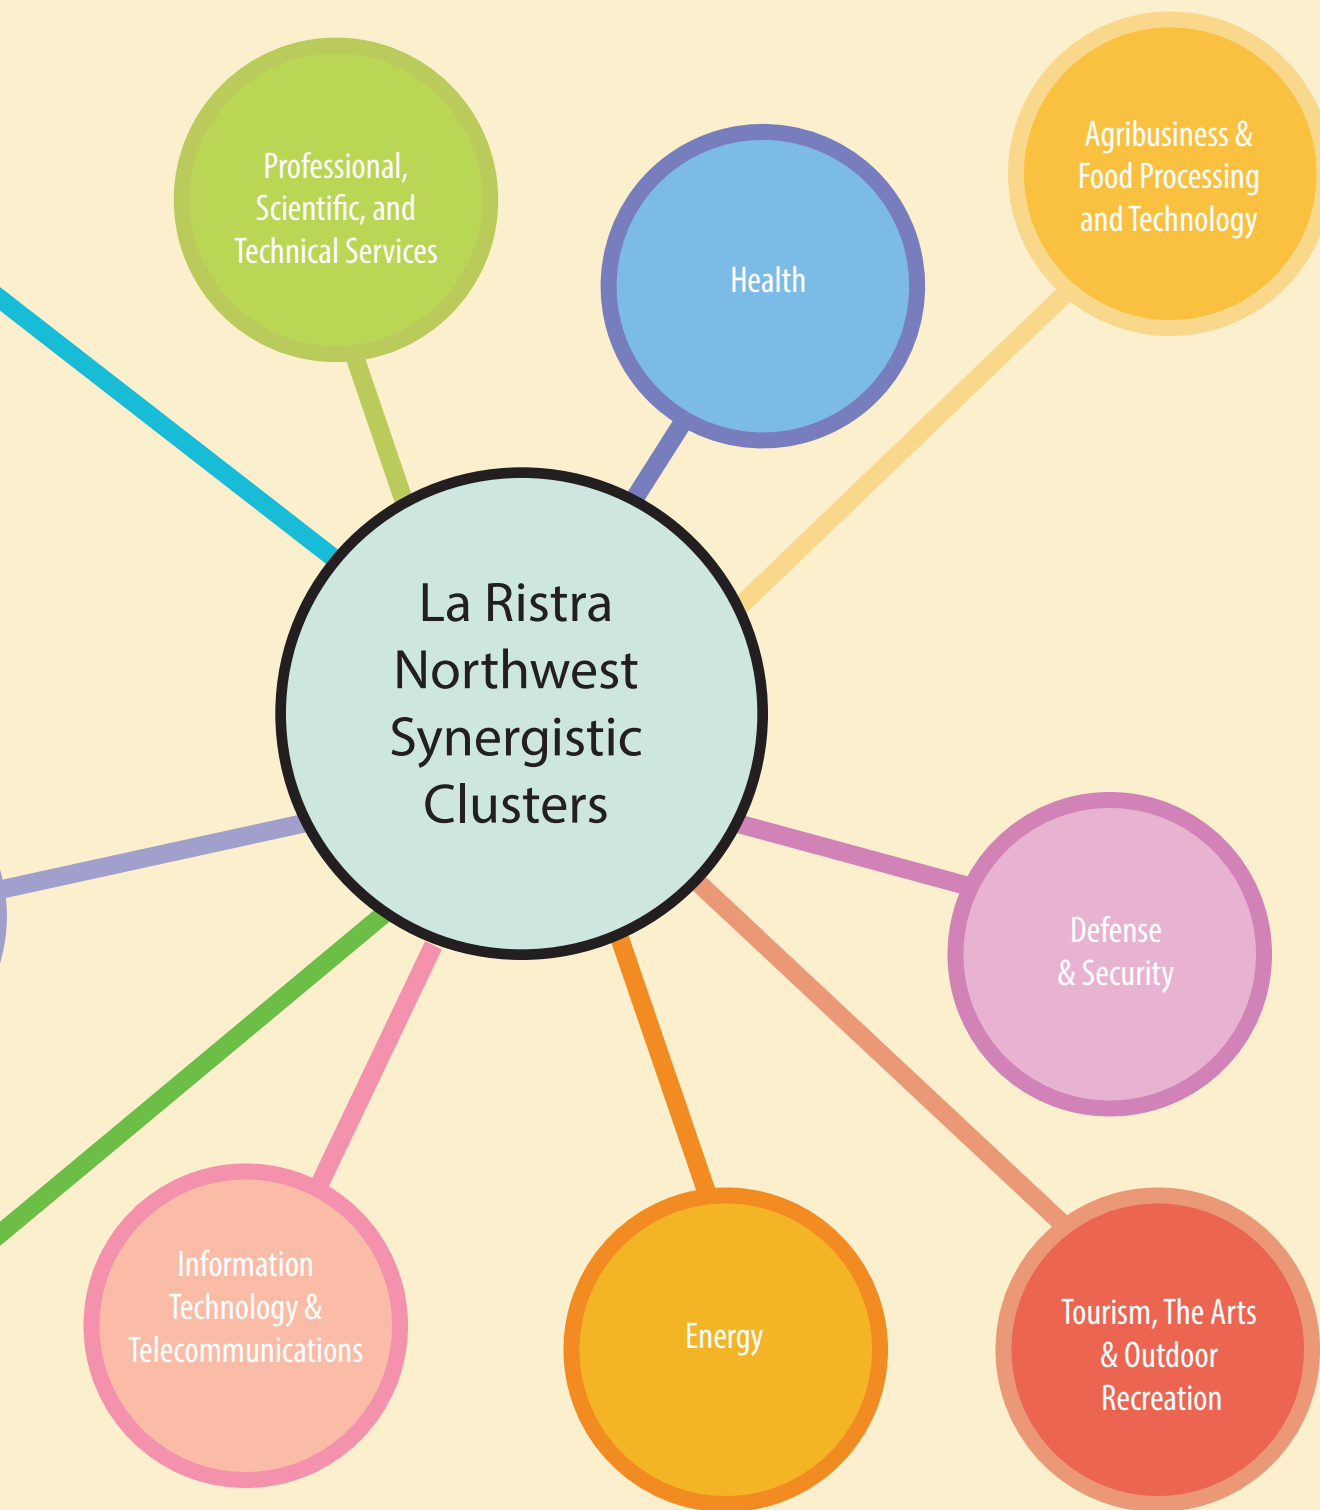 Professional,
Scientific, and
Technical Services
Health
Agribusiness &
Food Processing
and Technology
La Ristra
Northwest
Synergistic
Clusters
Defense
& Security
Information
Technology &
Telecommunications
Energy
Tourism, The Arts
& Outdoor
Recreation